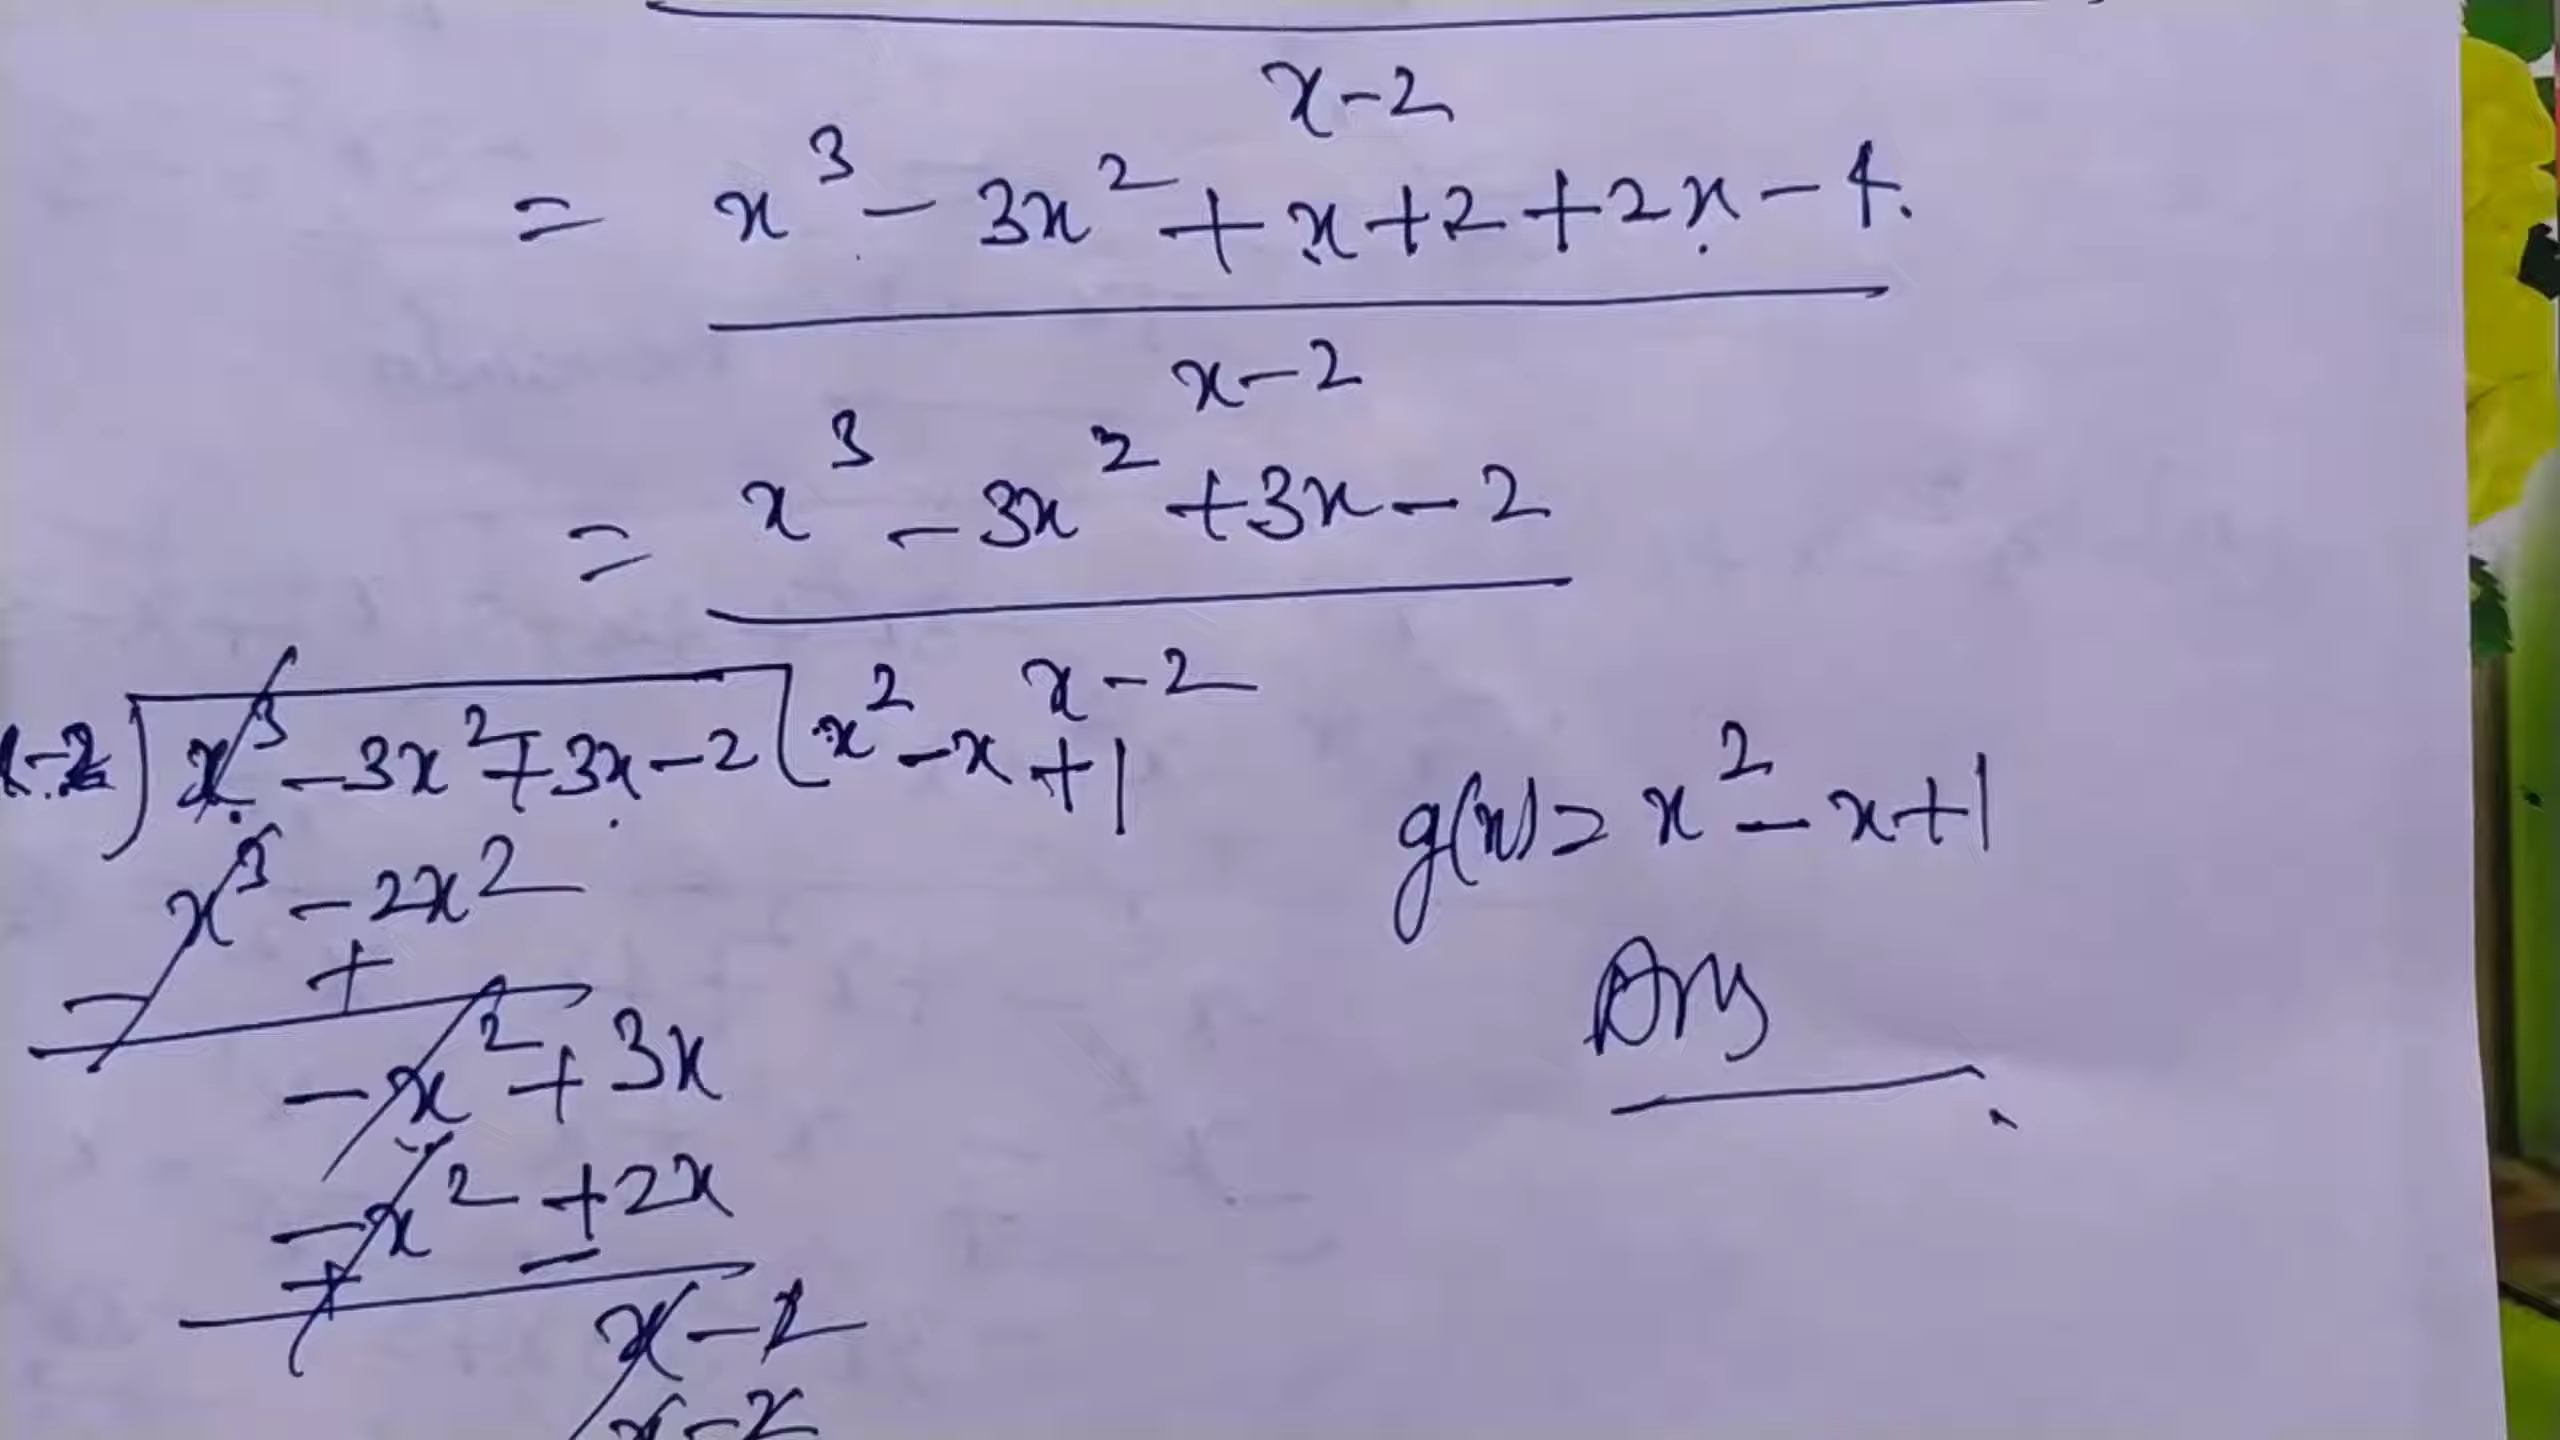 x-2
= x³ - 3x² + x + 2 + 2x - 4
x-2
= x³ - 3x² + 3x - 2
x-2
x-2 ) x³ - 3x² + 3x - 2 ( x² - x + 1
g(x) = x² - x + 1
x³ - 2x²
- +
Ans
-x² + 3x
-x² + 2x
+ -
x-2
x-2